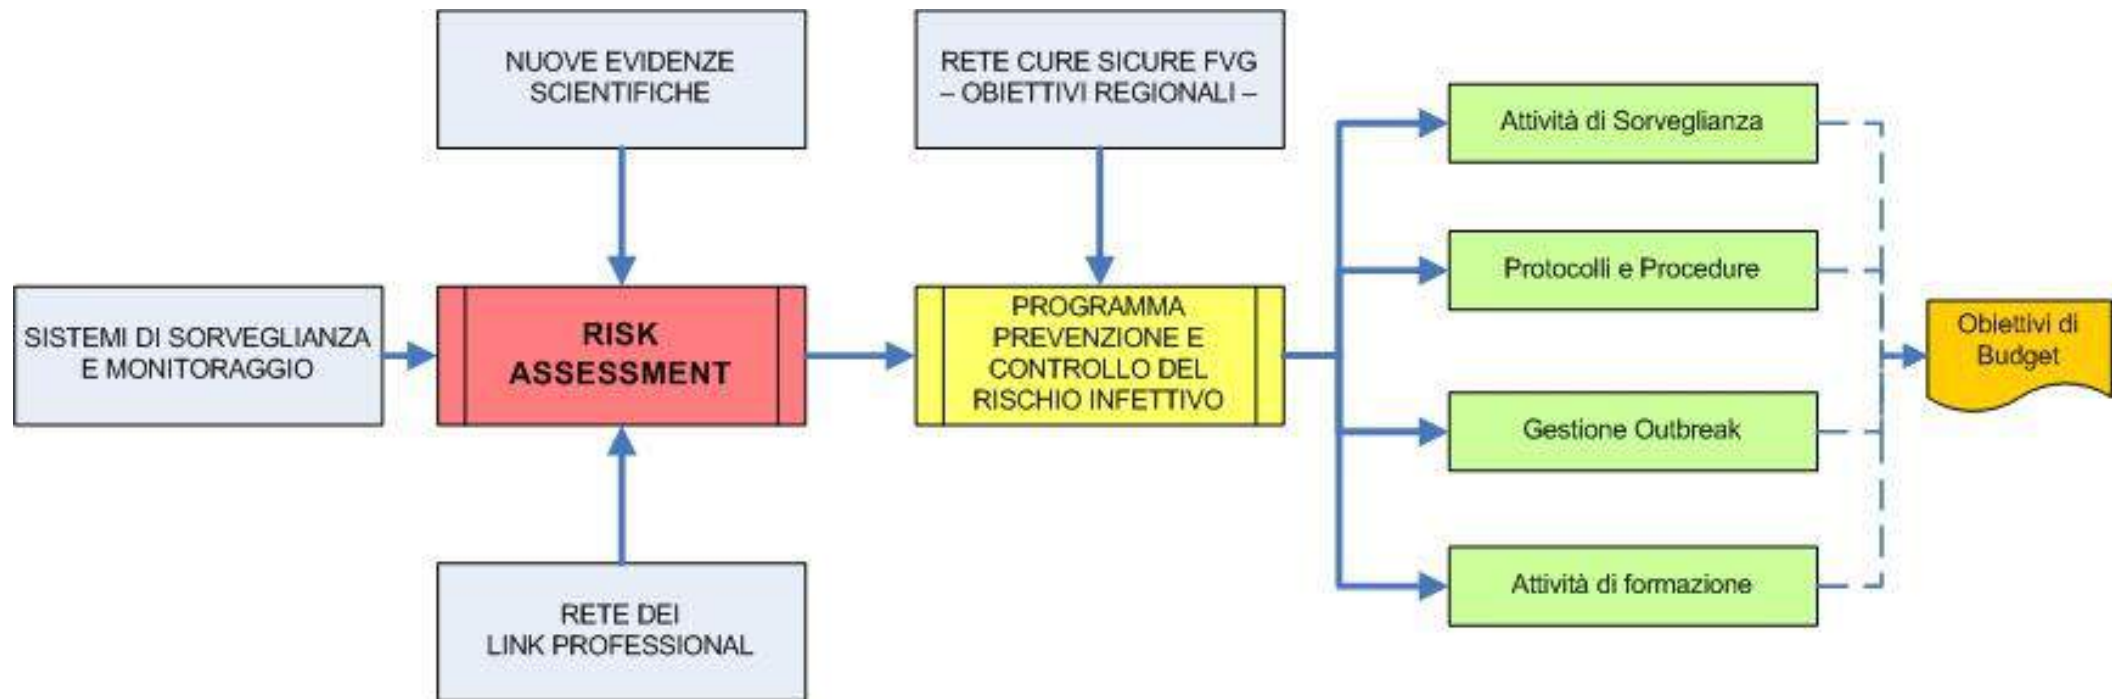 NUOVE EVIDENZE
SCIENTIFICHE
RETE CURE SICURE FVG
– OBIETTIVI REGIONALI –
SISTEMI DI SORVEGLIANZA
E MONITORAGGIO
RISK
ASSESSMENT
PROGRAMMA
PREVENZIONE E
CONTROLLO DEL
RISCHIO INFETTIVO
RETE DEI
LINK PROFESSIONAL
Attività di Sorveglianza
Protocolli e Procedure
Gestione Outbreak
Attività di formazione
Obiettivi di
Budget